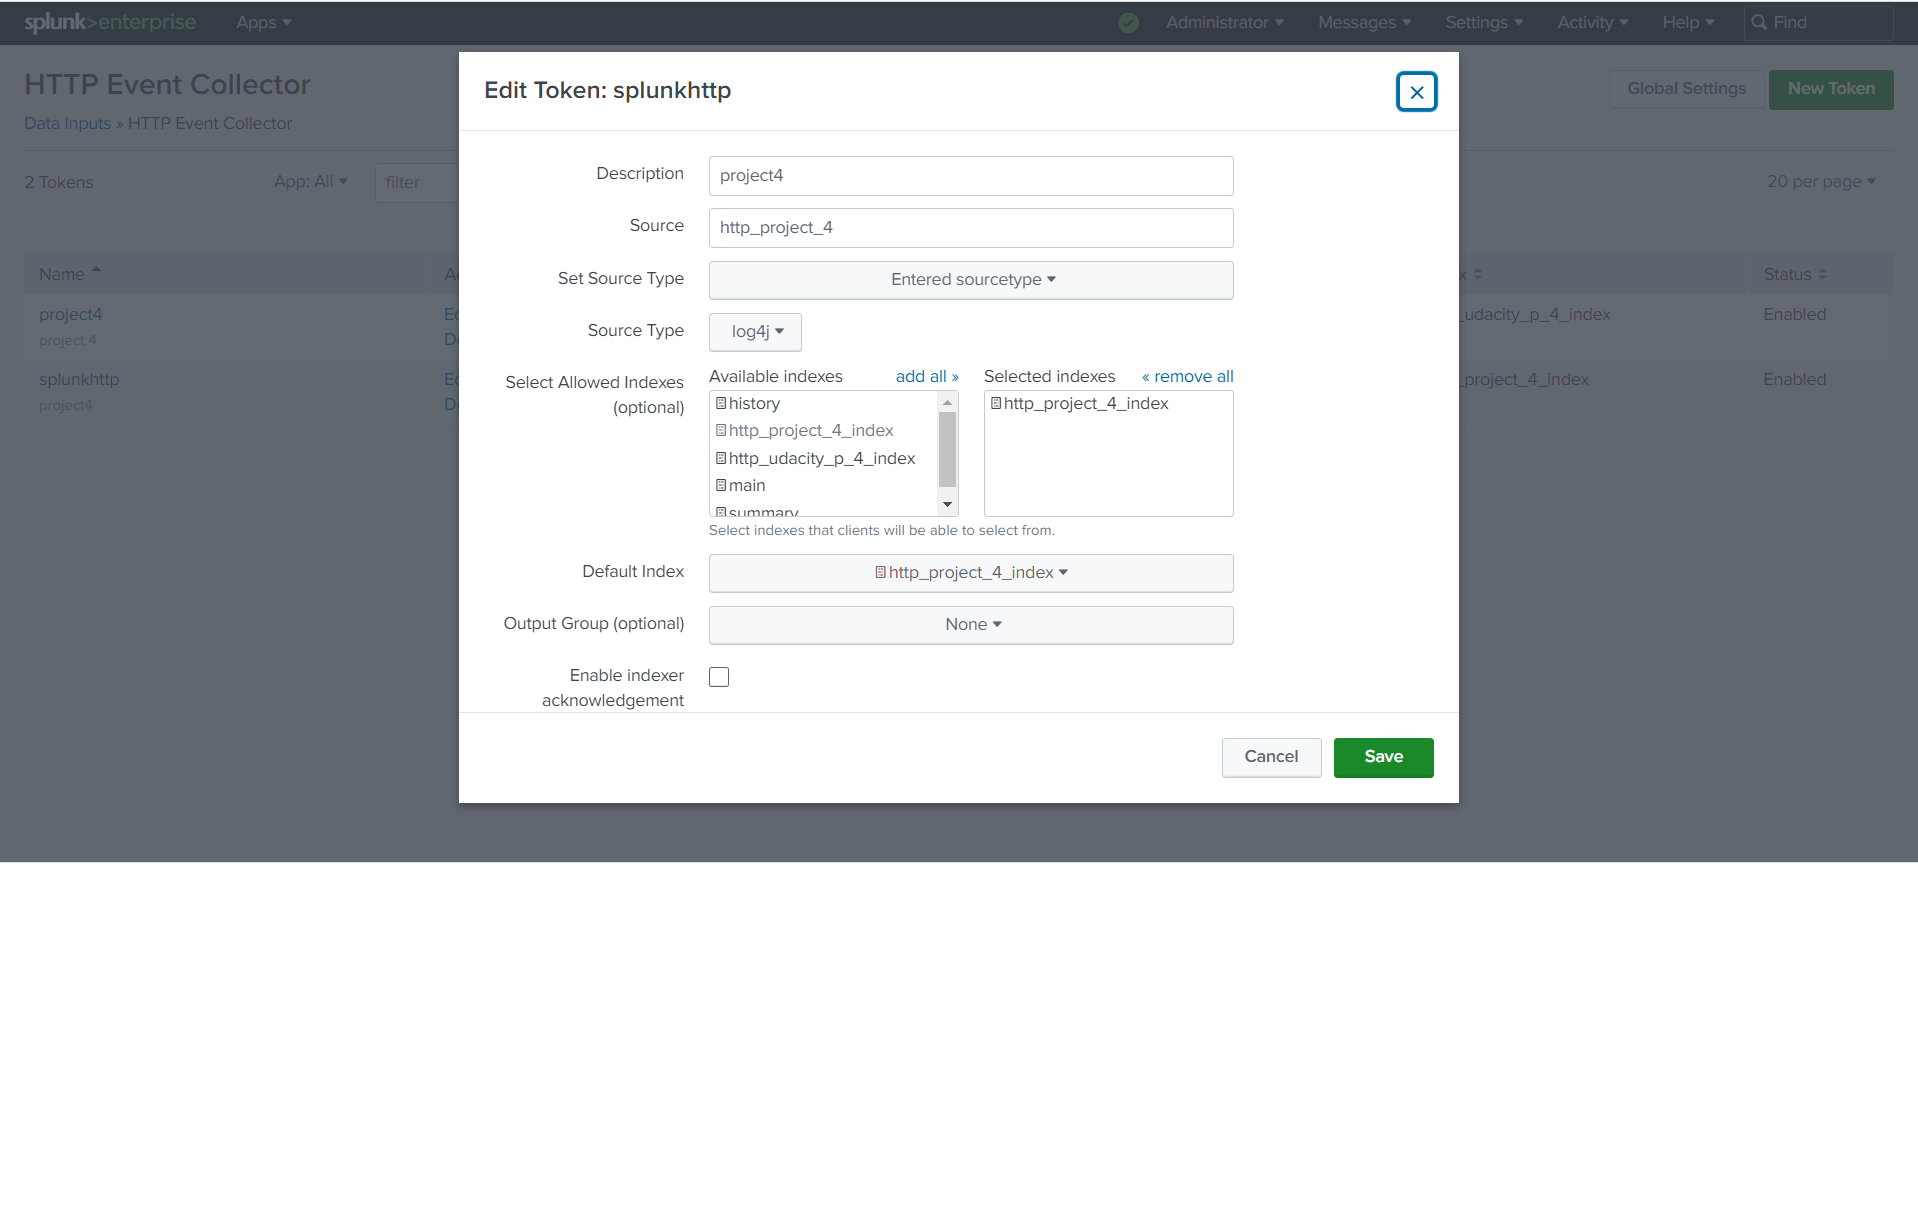 splunk>enterprise Apps Administrator Messages Settings Activity Help Find
HTTP Event Collector
Data Inputs » HTTP Event Collector
Global Settings New Token
2 Tokens App: All filter 20 per page
Name x Status
project4 _udacity_p_4_index Enabled
project 4
splunkhttp _project_4_index Enabled
project4
Edit Token: splunkhttp
Description project4
Source http_project_4
Set Source Type Entered sourcetype
Source Type log4j
Select Allowed Indexes
(optional)
Available indexes add all »
history
http_project_4_index
http_udacity_p_4_index
main
summary
Selected indexes « remove all
http_project_4_index
Select indexes that clients will be able to select from.
Default Index http_project_4_index
Output Group (optional) None
Enable indexer
acknowledgement
Cancel Save